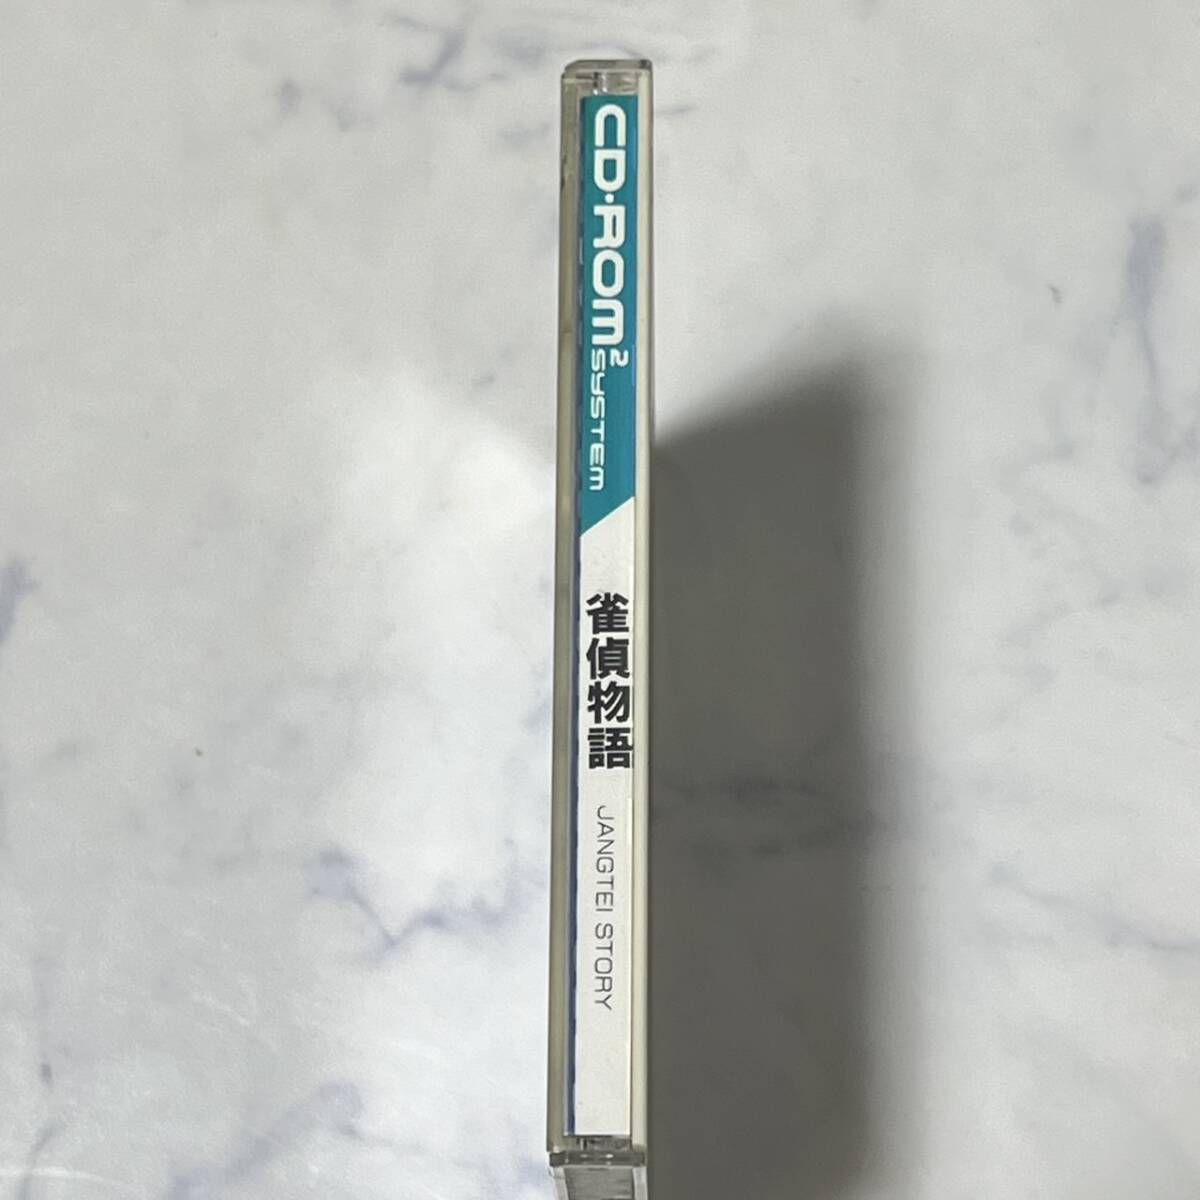 CD-ROM² SYSTEM
雀偵物語
JANGTEI STORY